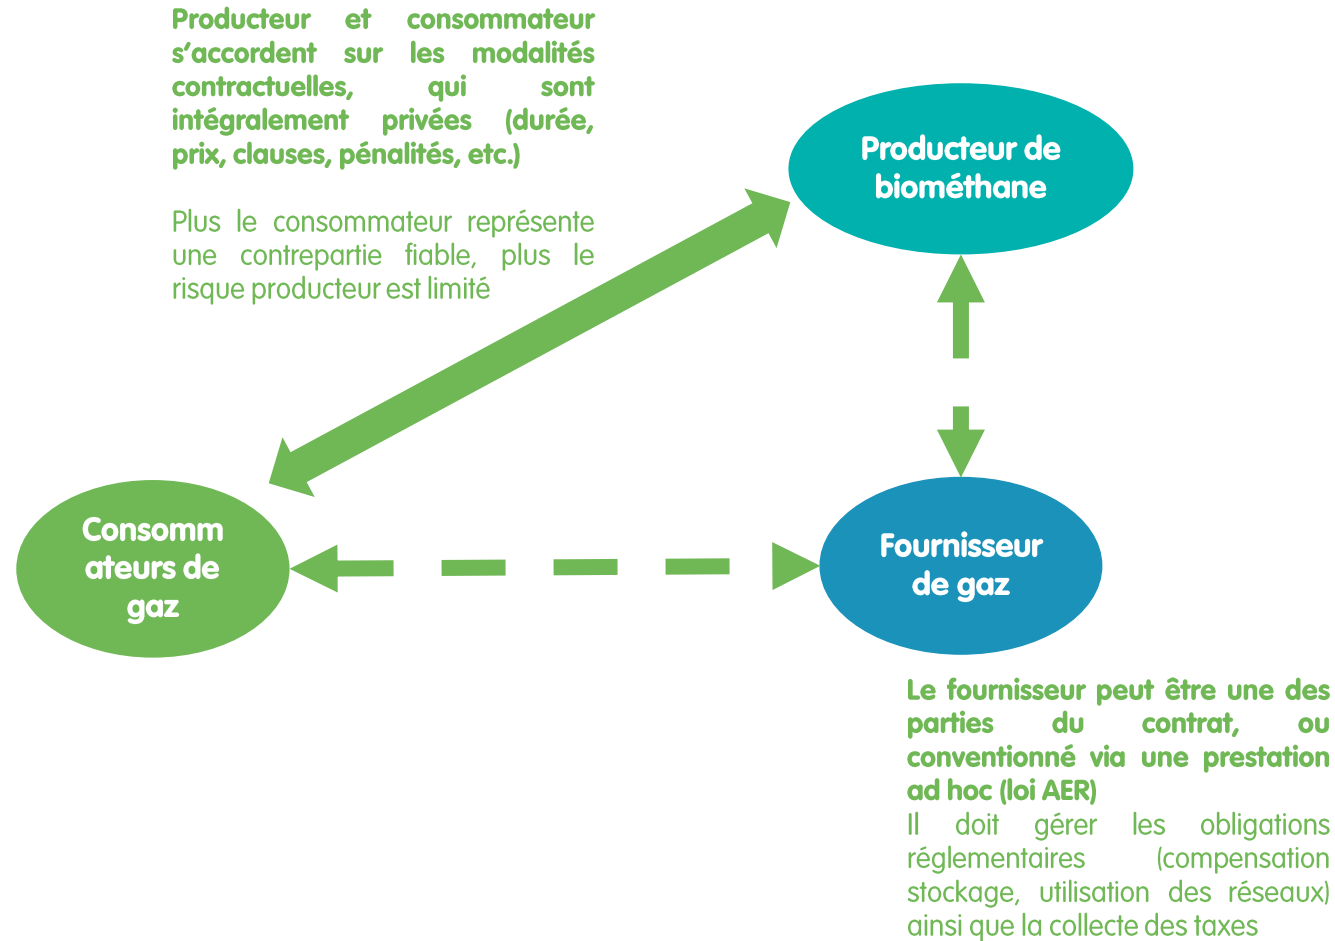 Producteur et consommateur
s’accordent sur les modalités
contractuelles, qui sont
intégralement privées (durée,
prix, clauses, pénalités, etc.)
Plus le consommateur représente
une contrepartie fiable, plus le
risque producteur est limité
Producteur de
biométhane
Consomm
ateurs de
gaz
Fournisseur
de gaz
Le fournisseur peut être une des
parties du contrat, ou
conventionné via une prestation
ad hoc (loi AER)
Il doit gérer les obligations
réglementaires (compensation
stockage, utilisation des réseaux)
ainsi que la collecte des taxes